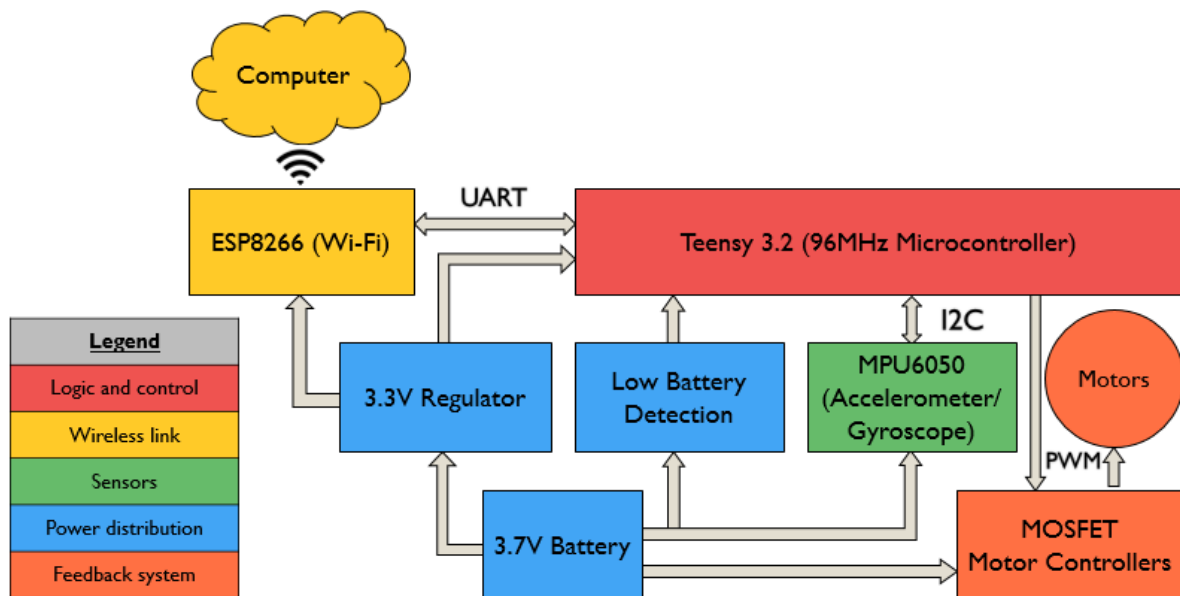 Computer
ESP8266 (Wi-Fi)
UART
Teensy 3.2 (96MHz Microcontroller)
I2C
Legend
Logic and control
Wireless link
Sensors
Power distribution
Feedback system
3.3V Regulator
Low Battery
Detection
MPU6050
(Accelerometer/
Gyroscope)
Motors
PWM
3.7V Battery
MOSFET
Motor Controllers